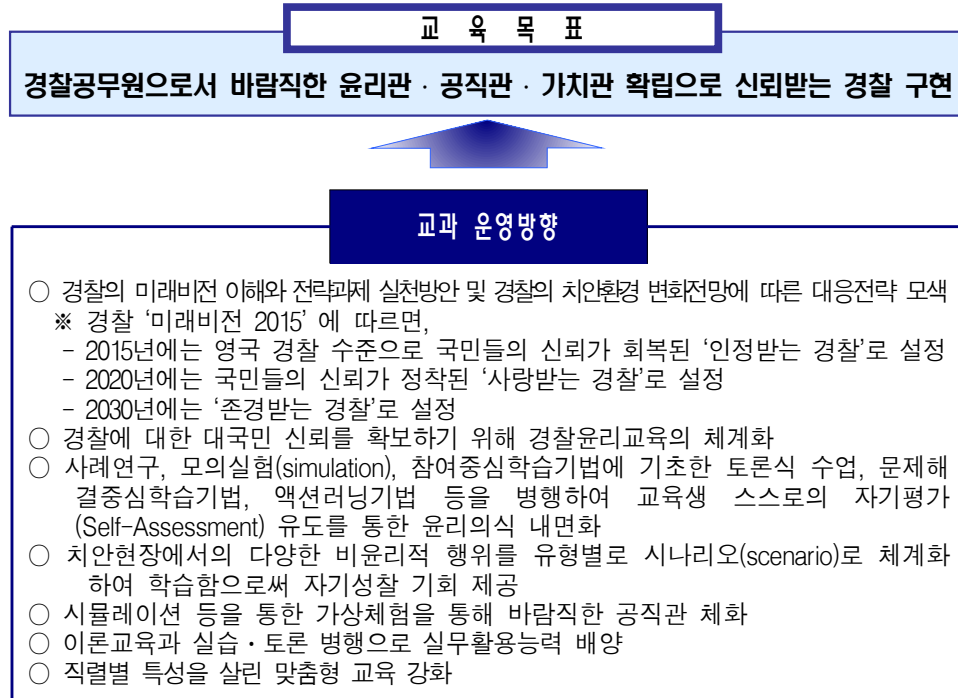 교 육 목 표
경찰공무원으로서 바람직한 윤리관 · 공직관 · 가치관 확립으로 신뢰받는 경찰 구현
교과 운영방향
○ 경찰의 미래비전 이해와 전략과제 실천방안 및 경찰의 치안환경 변화전망에 따른 대응전략 모색
※ 경찰 ‘미래비전 2015’ 에 따르면,
- 2015년에는 영국 경찰 수준으로 국민들의 신뢰가 회복된 ‘인정받는 경찰’로 설정
- 2020년에는 국민들의 신뢰가 정착된 ‘사랑받는 경찰’로 설정
- 2030년에는 ‘존경받는 경찰’로 설정
○ 경찰에 대한 대국민 신뢰를 확보하기 위해 경찰윤리교육의 체계화
○ 사례연구, 모의실험(simulation), 참여중심학습기법에 기초한 토론식 수업, 문제해
결중심학습기법, 액션러닝기법 등을 병행하여 교육생 스스로의 자기평가
(Self-Assessment) 유도를 통한 윤리의식 내면화
○ 치안현장에서의 다양한 비윤리적 행위를 유형별로 시나리오(scenario)로 체계화
하여 학습함으로써 자기성찰 기회 제공
○ 시뮬레이션 등을 통한 가상체험을 통해 바람직한 공직관 체화
○ 이론교육과 실습・토론 병행으로 실무활용능력 배양
○ 직렬별 특성을 살린 맞춤형 교육 강화